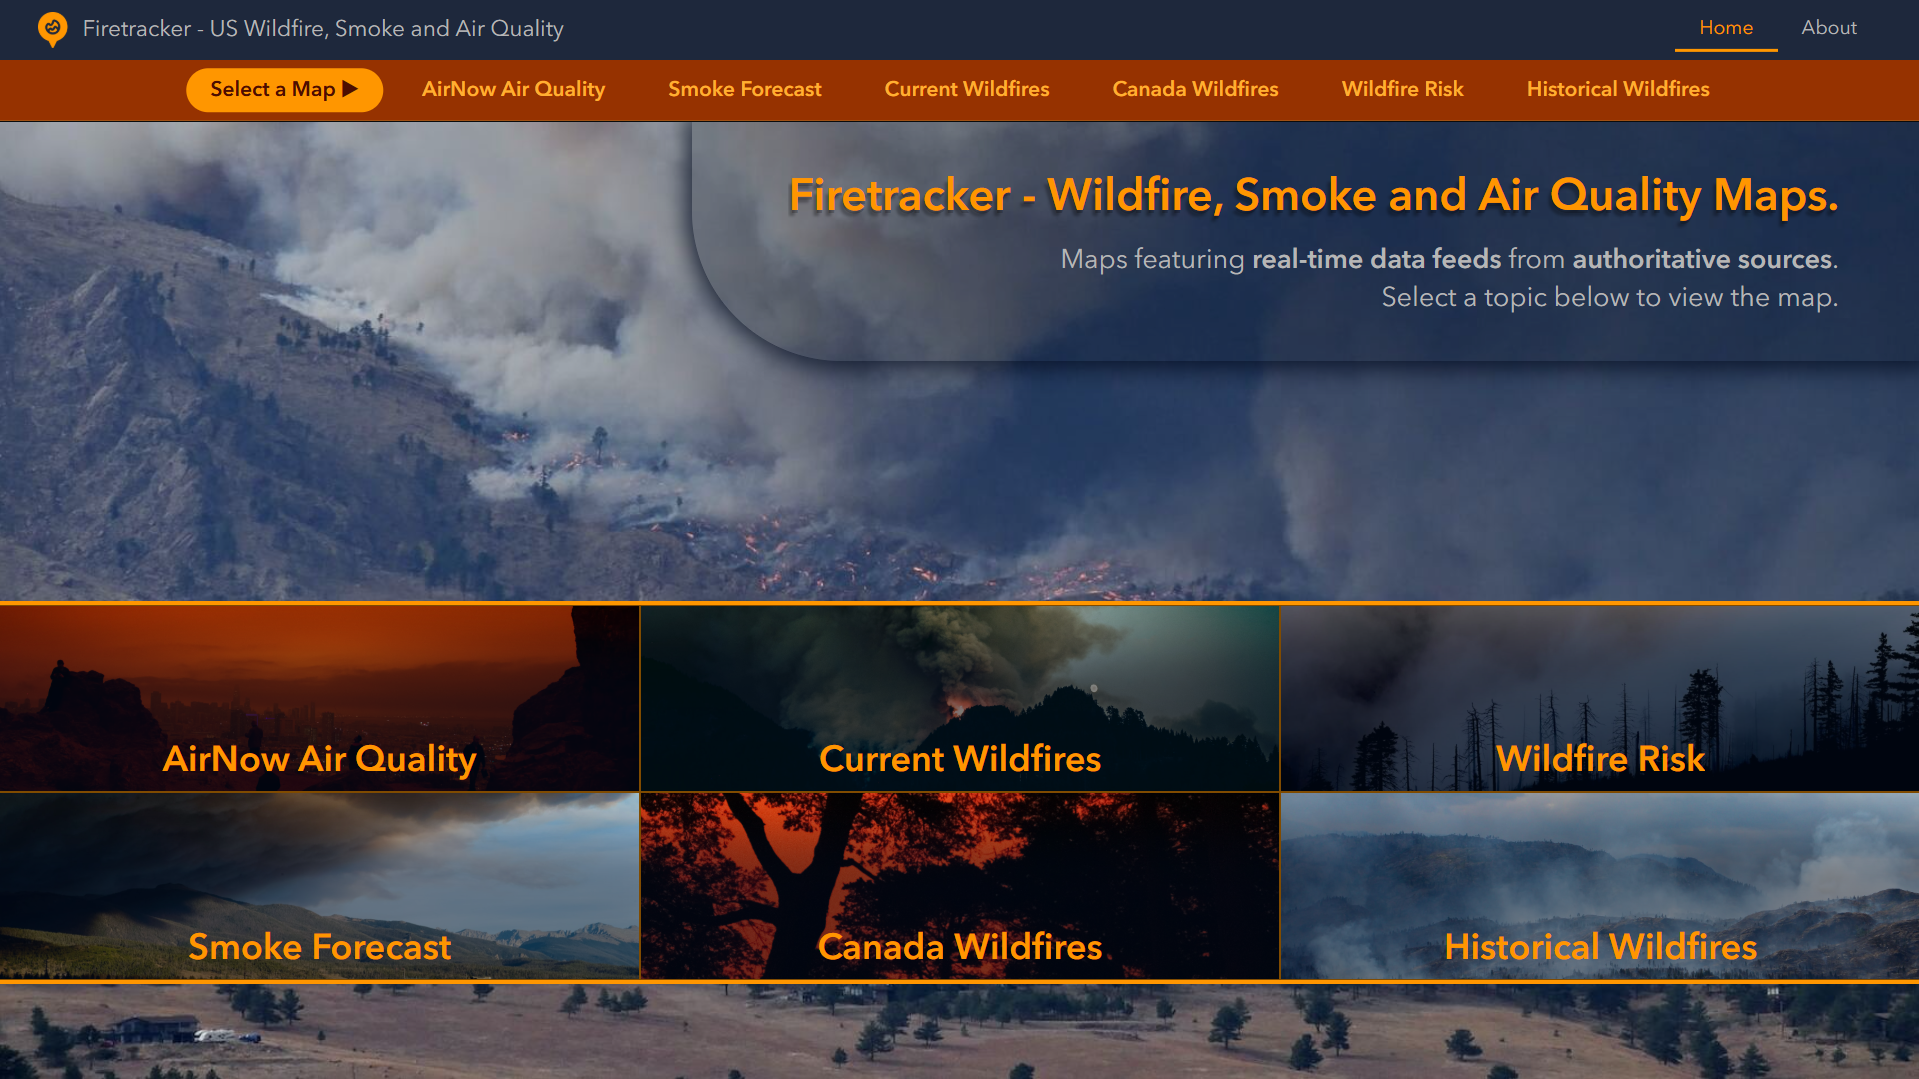 Firetracker - US Wildfire, Smoke and Air Quality
Home
About
Select a Map ▶
AirNow Air Quality
Smoke Forecast
Current Wildfires
Canada Wildfires
Wildfire Risk
Historical Wildfires
Firetracker - Wildfire, Smoke and Air Quality Maps.
Maps featuring real-time data feeds from authoritative sources.
Select a topic below to view the map.
AirNow Air Quality
Current Wildfires
Wildfire Risk
Smoke Forecast
Canada Wildfires
Historical Wildfires